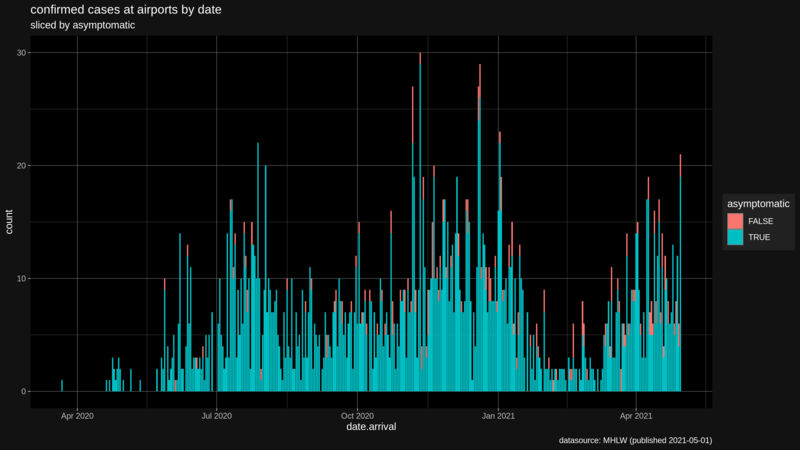 confirmed cases at airports by date
sliced by asymptomatic
30
20
10
0
count
Apr 2020
Jul 2020
Oct 2020
Jan 2021
Apr 2021
date.arrival
asymptomatic
FALSE
TRUE
datasource: MHLW (published 2021-05-01)